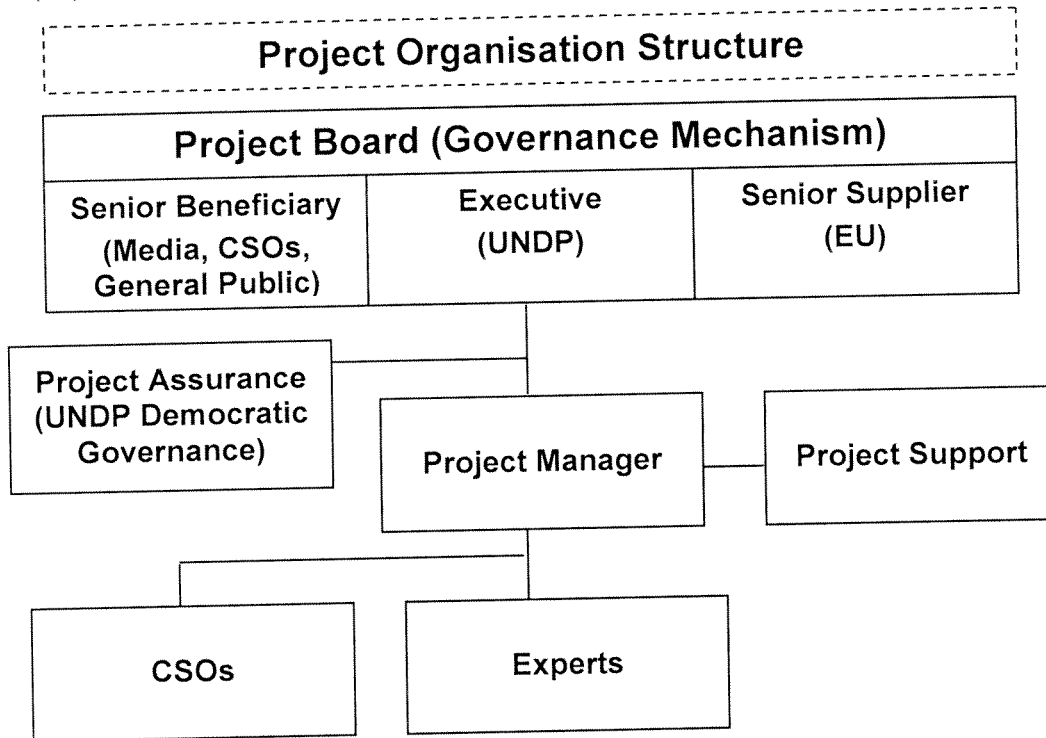 Project Organisation Structure
Project Board (Governance Mechanism)
Senior Beneficiary
(Media, CSOs,
General Public)
Executive
(UNDP)
Senior Supplier
(EU)
Project Assurance
(UNDP Democratic
Governance)
Project Manager
Project Support
CSOs
Experts